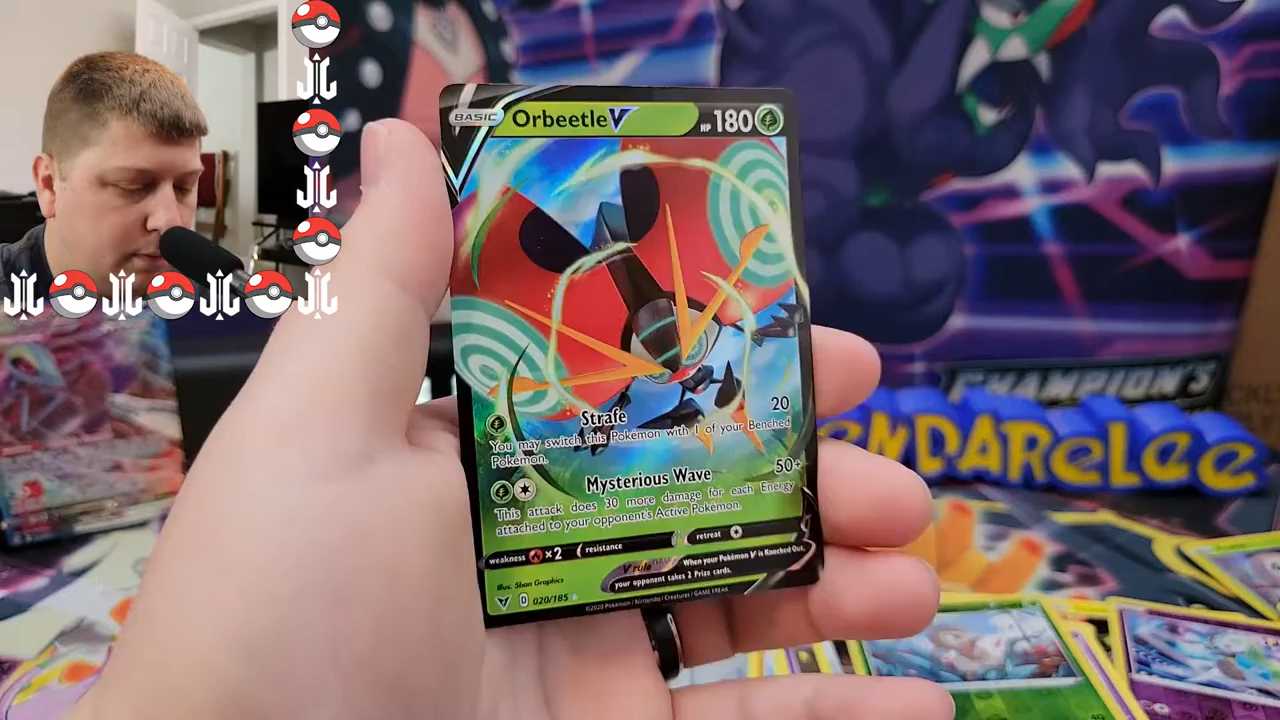 BASIC Orbeetle V HP 180
Strafe 20
You may switch this Pokémon with 1 of your Benched
Pokémon.
Mysterious Wave 50+
This attack does 30 more damage for each Energy
attached to your opponent's Active Pokémon.
weakness ×2 resistance retreat
V rule When your Pokémon V is Knocked Out,
your opponent takes 2 Prize cards.
Illus. 5ban Graphics
D 020/185
©2020 Pokémon / Nintendo / Creatures / GAME FREAK
CHAMPION'S
NDARELEE